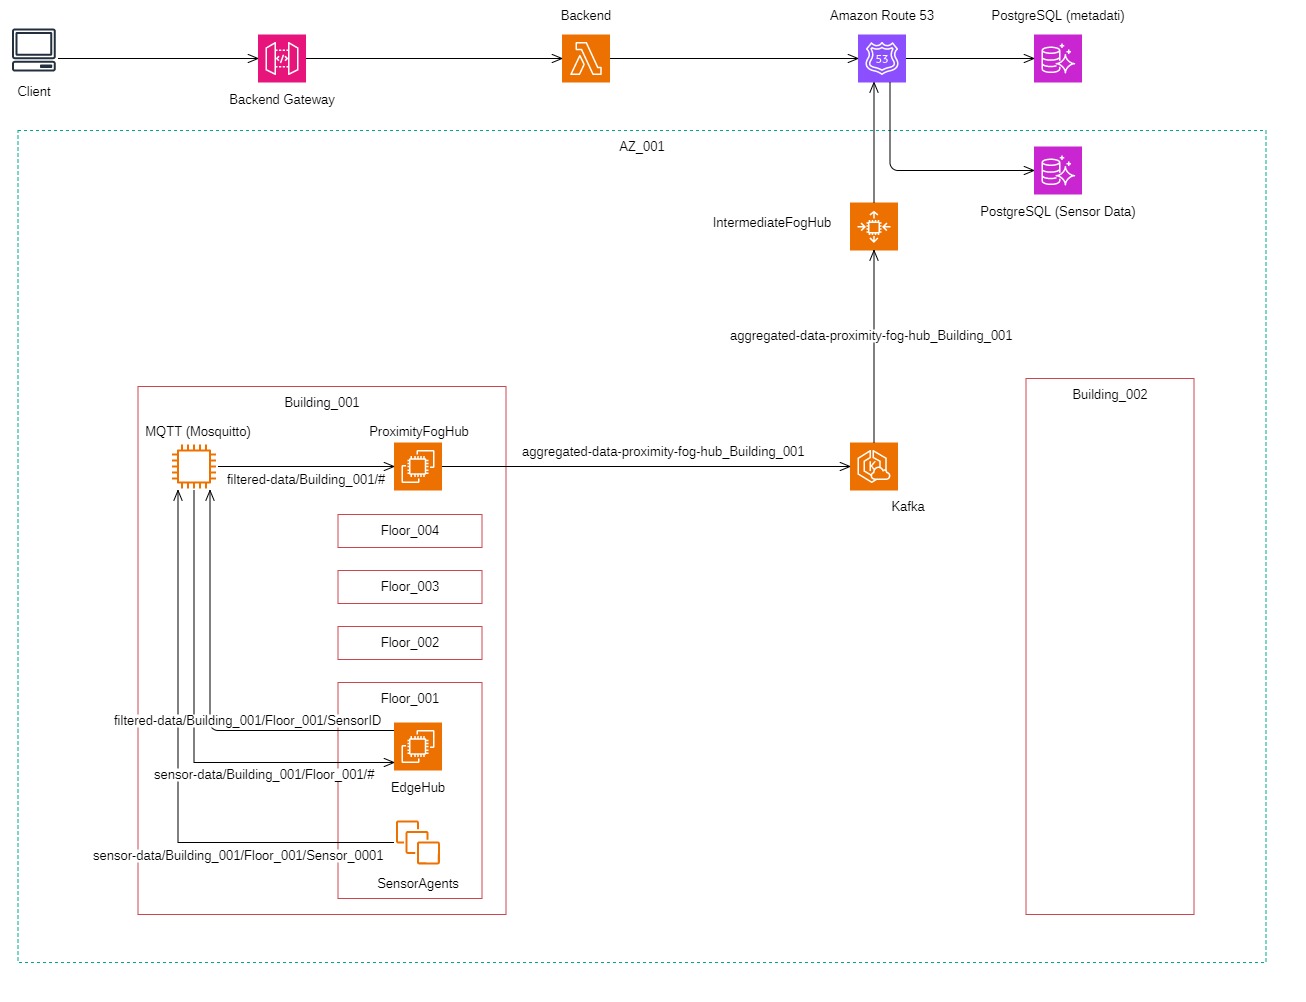 Backend
Amazon Route 53
PostgreSQL (metadati)
53
Client
Backend Gateway
AZ_001
PostgreSQL (Sensor Data)
IntermediateFogHub
aggregated-data-proximity-fog-hub_Building_001
Building_001
Building_002
MQTT (Mosquitto)
ProximityFogHub
aggregated-data-proximity-fog-hub_Building_001
filtered-data/Building_001/#
K
Kafka
Floor_004
Floor_003
Floor_002
Floor_001
filtered-data/Building_001/Floor_001/SensorID
sensor-data/Building_001/Floor_001/#
EdgeHub
sensor-data/Building_001/Floor_001/Sensor_0001
SensorAgents